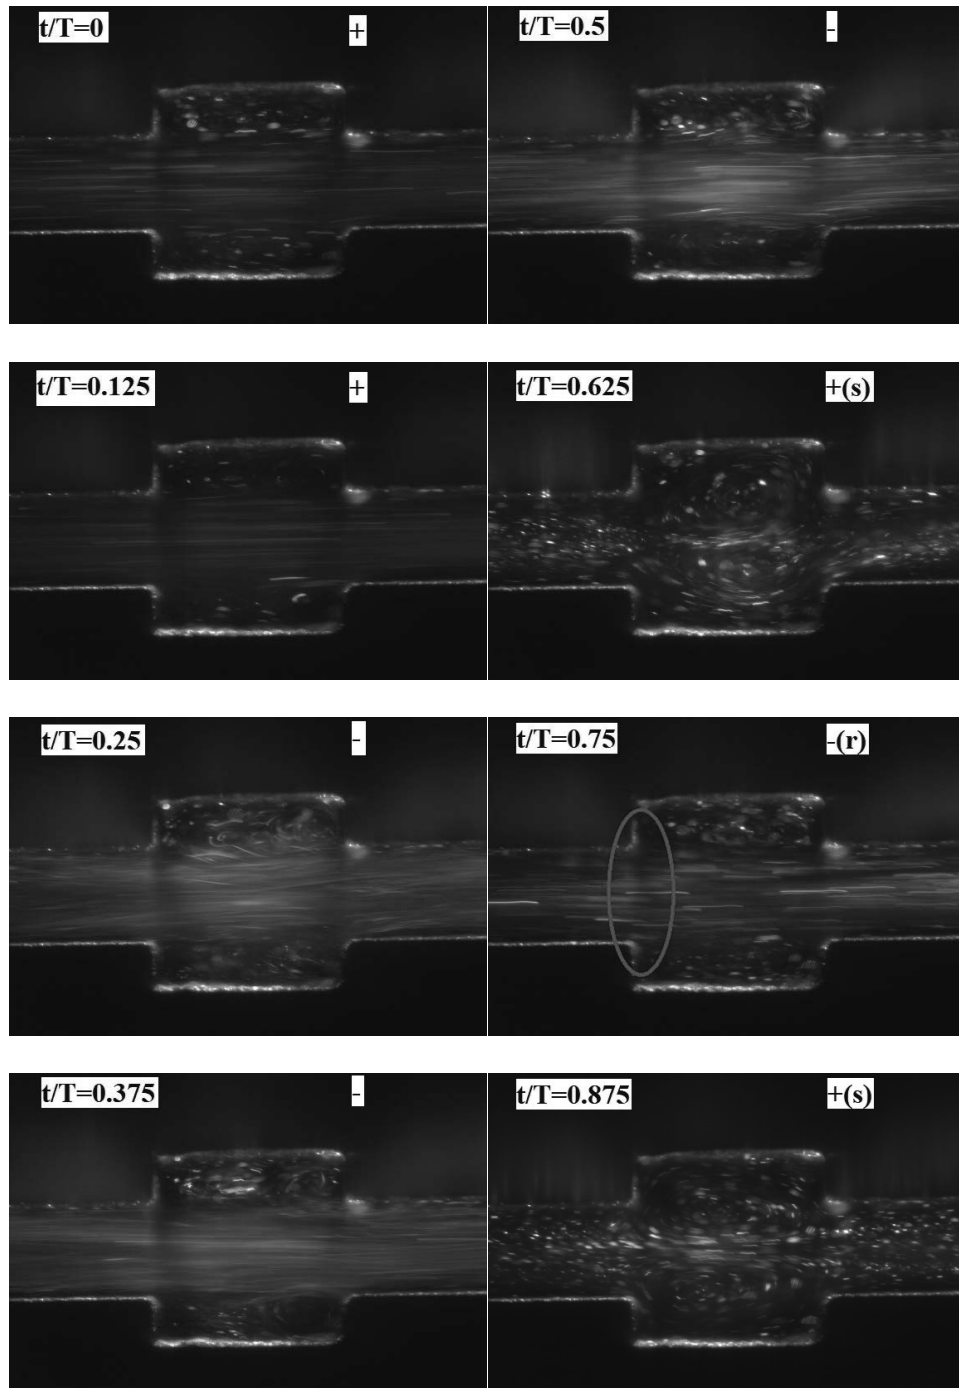 t/T=0 +
t/T=0.5 -
t/T=0.125 +
t/T=0.625 +(s)
t/T=0.25 -
t/T=0.75 -(r)
t/T=0.375 -
t/T=0.875 +(s)